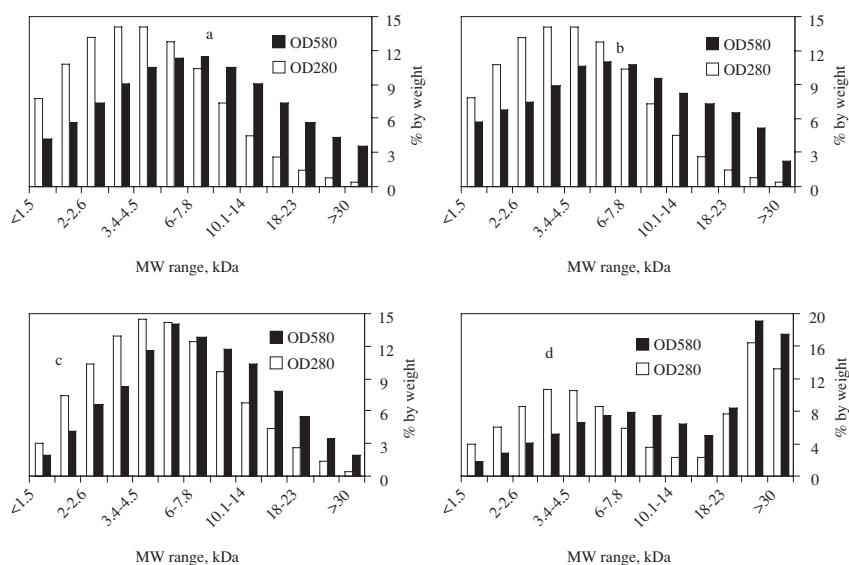 a
OD580
OD280
15
12
9
6
3
0
% by weight
<1.5
2-2.6
3.4-4.5
6-7.8
10.1-14
18-23
>30
MW range, kDa
b
OD580
OD280
15
12
9
6
3
0
% by weight
<1.5
2-2.6
3.4-4.5
6-7.8
10.1-14
18-23
>30
MW range, kDa
c
OD580
OD280
15
12
9
6
3
0
% by weight
<1.5
2-2.6
3.4-4.5
6-7.8
10.1-14
18-23
>30
MW range, kDa
d
OD580
OD280
20
16
12
8
4
0
% by weight
<1.5
2-2.6
3.4-4.5
6-7.8
10.1-14
18-23
>30
MW range, kDa